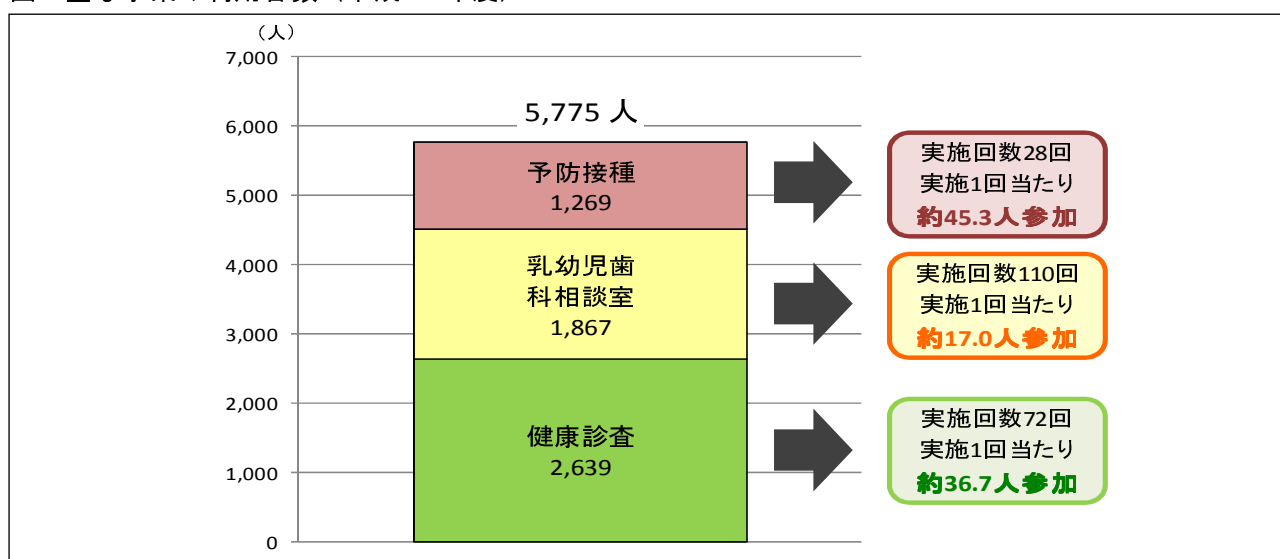 （人）
7,000
6,000
5,000
4,000
3,000
2,000
1,000
0
5,775 人
予防接種
1,269
乳幼児歯
科相談室
1,867
健康診査
2,639
実施回数28回
実施1回当たり
約45.3人参加
実施回数110回
実施1回当たり
約17.0人参加
実施回数72回
実施1回当たり
約36.7人参加